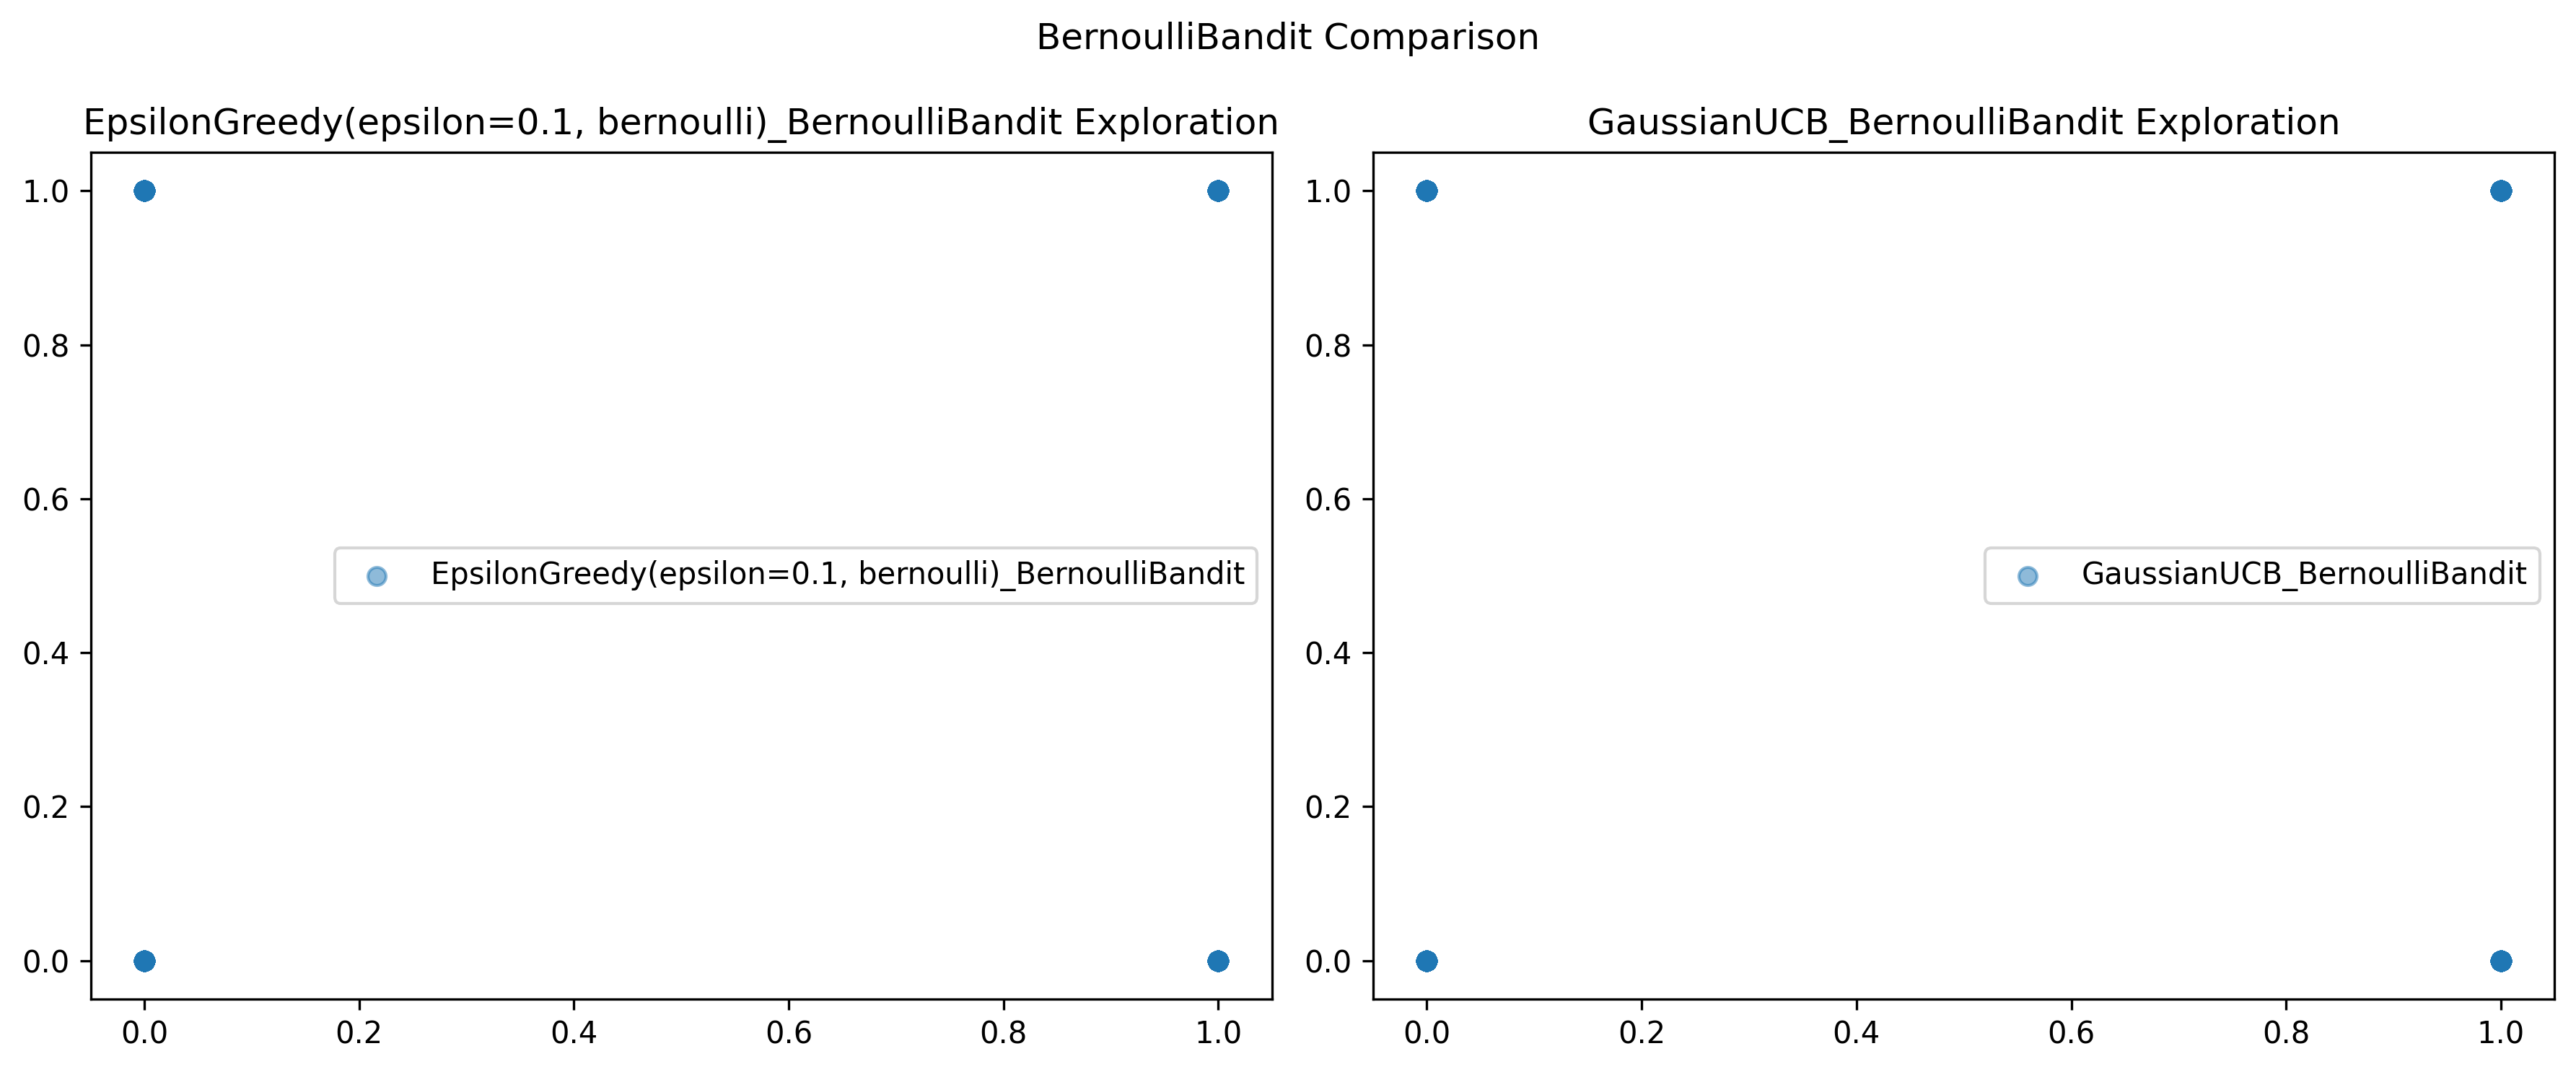 BernoulliBandit Comparison
EpsilonGreedy(epsilon=0.1, bernoulli)_BernoulliBandit Exploration
1.0
0.8
0.6
0.4
0.2
0.0
EpsilonGreedy(epsilon=0.1, bernoulli)_BernoulliBandit
0.0 0.2 0.4 0.6 0.8 1.0
GaussianUCB_BernoulliBandit Exploration
1.0
0.8
0.6
0.4
0.2
0.0
GaussianUCB_BernoulliBandit
0.0 0.2 0.4 0.6 0.8 1.0